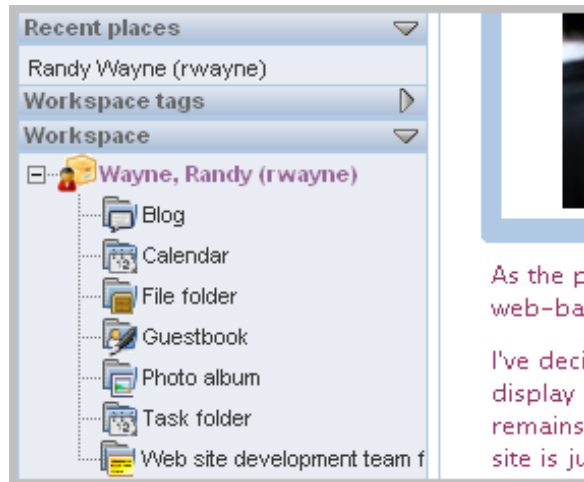 Recent places
Randy Wayne (rwayne)
Workspace tags
Workspace
Wayne, Randy (rwayne)
Blog
Calendar
File folder
Guestbook
Photo album
Task folder
Web site development team f
As the p
web-ba
I've deci
display
remains
site is ju